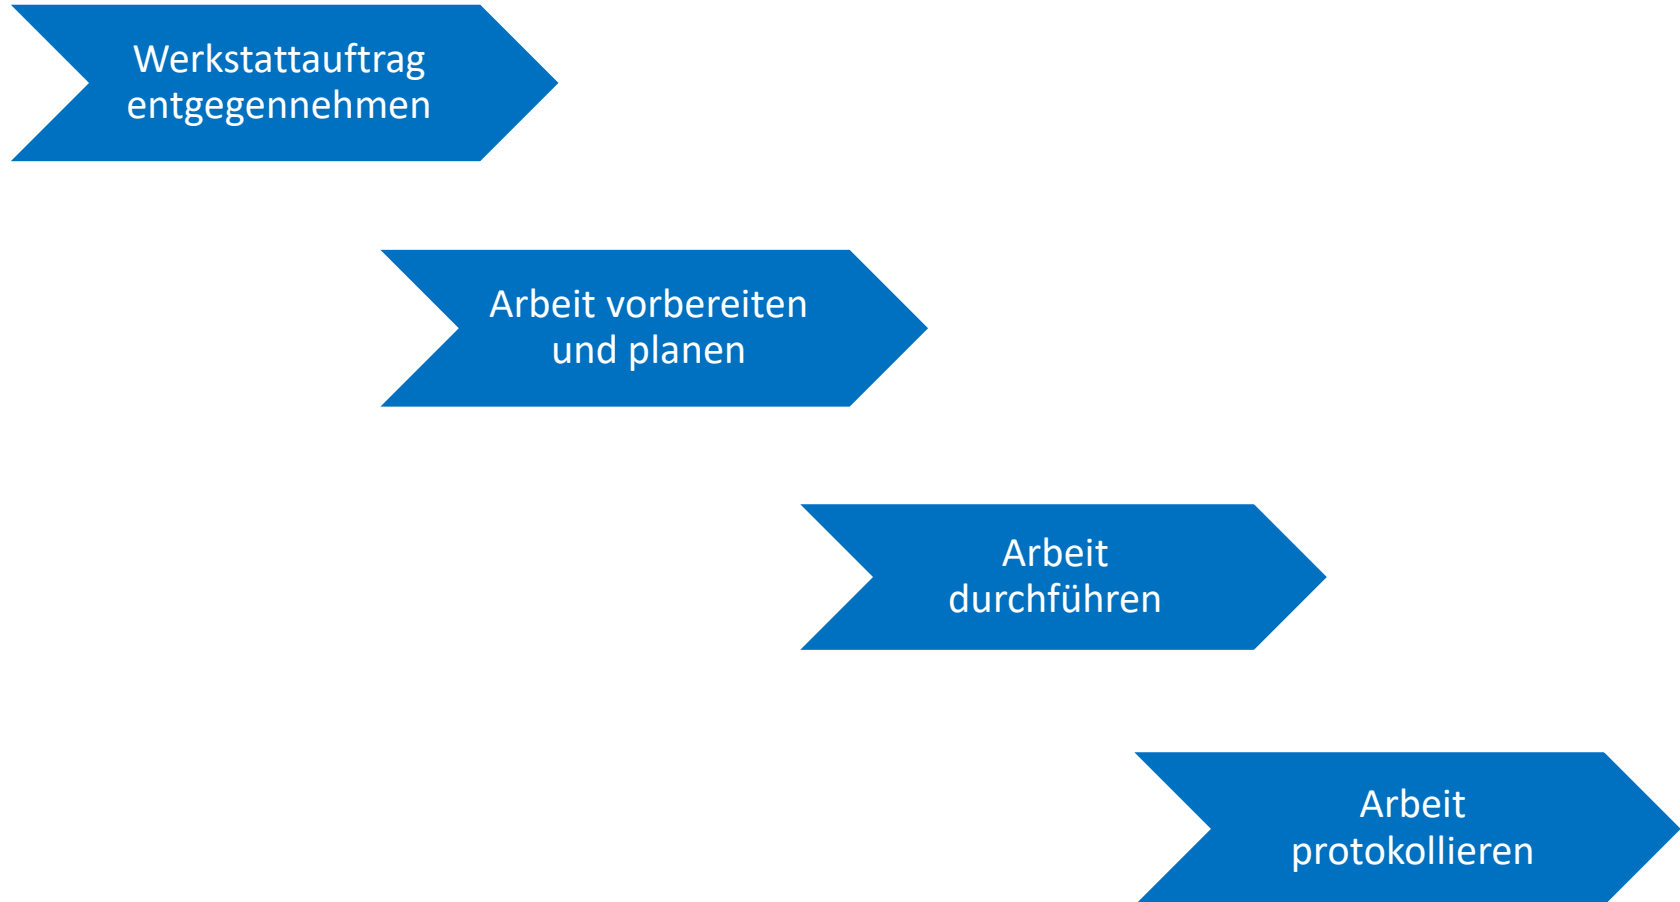 Werkstattauftrag
entgegennehmen
Arbeit vorbereiten
und planen
Arbeit
durchführen
Arbeit
protokollieren